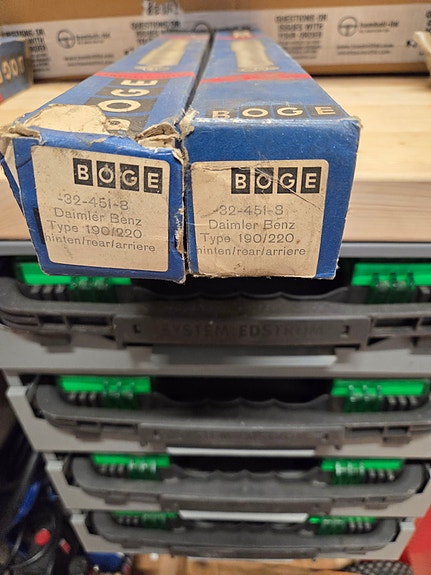 BOGE
BOGE
BOGE
-32-451-8
Daimler Benz
Type 190/220
hinten/rear/arriere
BOGE
-32-451-8
Daimler Benz
Type 190/220
hinten/rear/arriere
SYSTEM EDSTRÖM